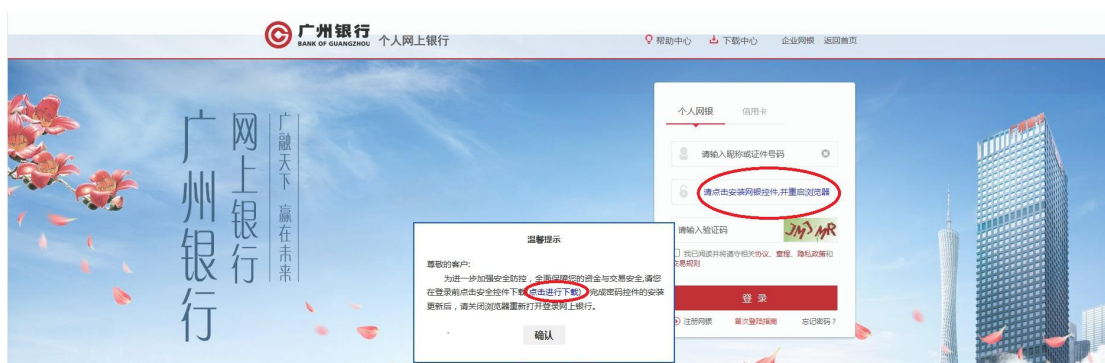 广州银行
BANK OF GUANGZHOU
个人网上银行
帮助中心 下载中心 企业网银 返回首页
广州银行
网上银行
广融天下 赢在未来
个人网银 信用卡
请输入昵称或证件号码
请点击安装网银控件,并重启浏览器
请输入验证码
JM3MR
我已阅读并将遵守相关协议、章程、隐私政策和
交易规则
登 录
注册网银 首次登陆指南 忘记密码?
温馨提示
尊敬的客户:
为进一步加强安全防控,全面保障您的资金与交易安全,请您
在登录前点击安全控件下载(点击进行下载)完成密码控件的安装
更新后,请关闭浏览器重新打开登录网上银行。
确认
广州银行